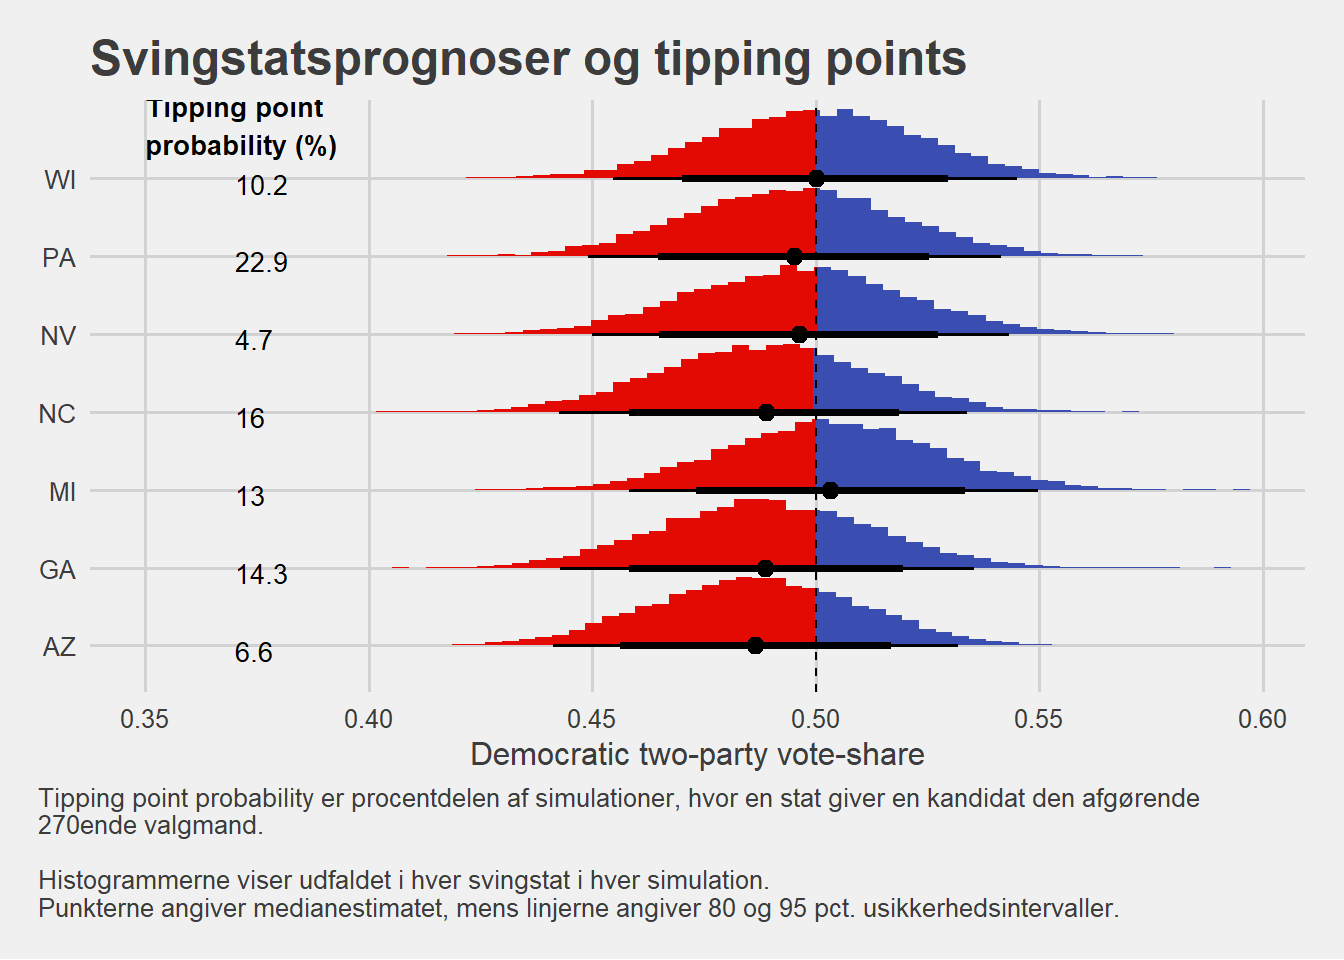 Svingstatsprognoser og tipping points
Tipping point
probability (%)
WI
10.2
PA
22.9
NV
4.7
NC
16
MI
13
GA
14.3
AZ
6.6
0.35 0.40 0.45 0.50 0.55 0.60
Democratic two-party vote-share
Tipping point probability er procentdelen af simulationer, hvor en stat giver en kandidat den afgørende
270ende valgmand.
Histogrammerne viser udfaldet i hver svingstat i hver simulation.
Punkterne angiver medianestimatet, mens linjerne angiver 80 og 95 pct. usikkerhedsintervaller.